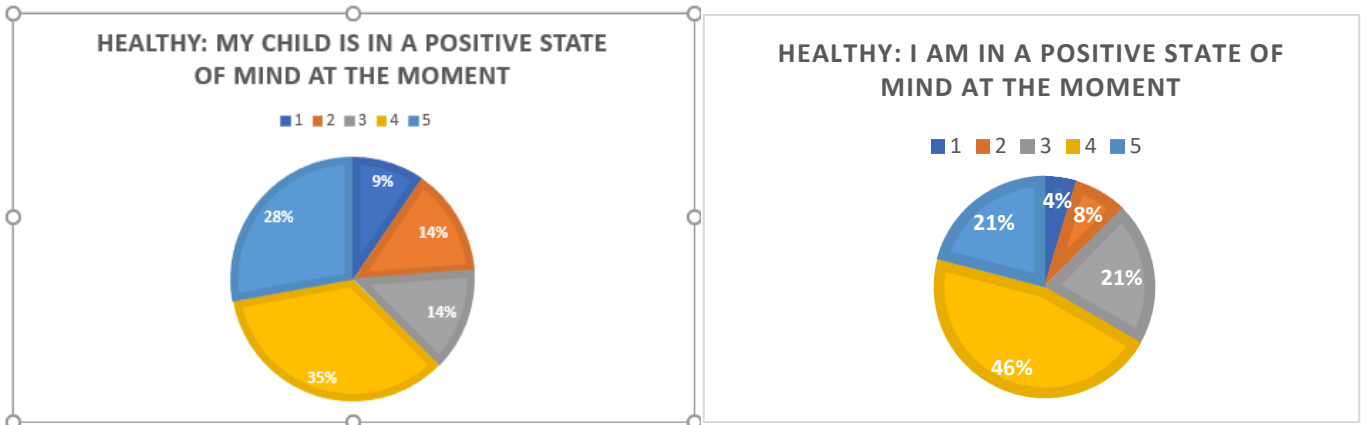 HEALTHY: MY CHILD IS IN A POSITIVE STATE
OF MIND AT THE MOMENT
1 2 3 4 5
9%
14%
14%
35%
28%
HEALTHY: I AM IN A POSITIVE STATE OF
MIND AT THE MOMENT
1 2 3 4 5
4%
8%
21%
46%
21%